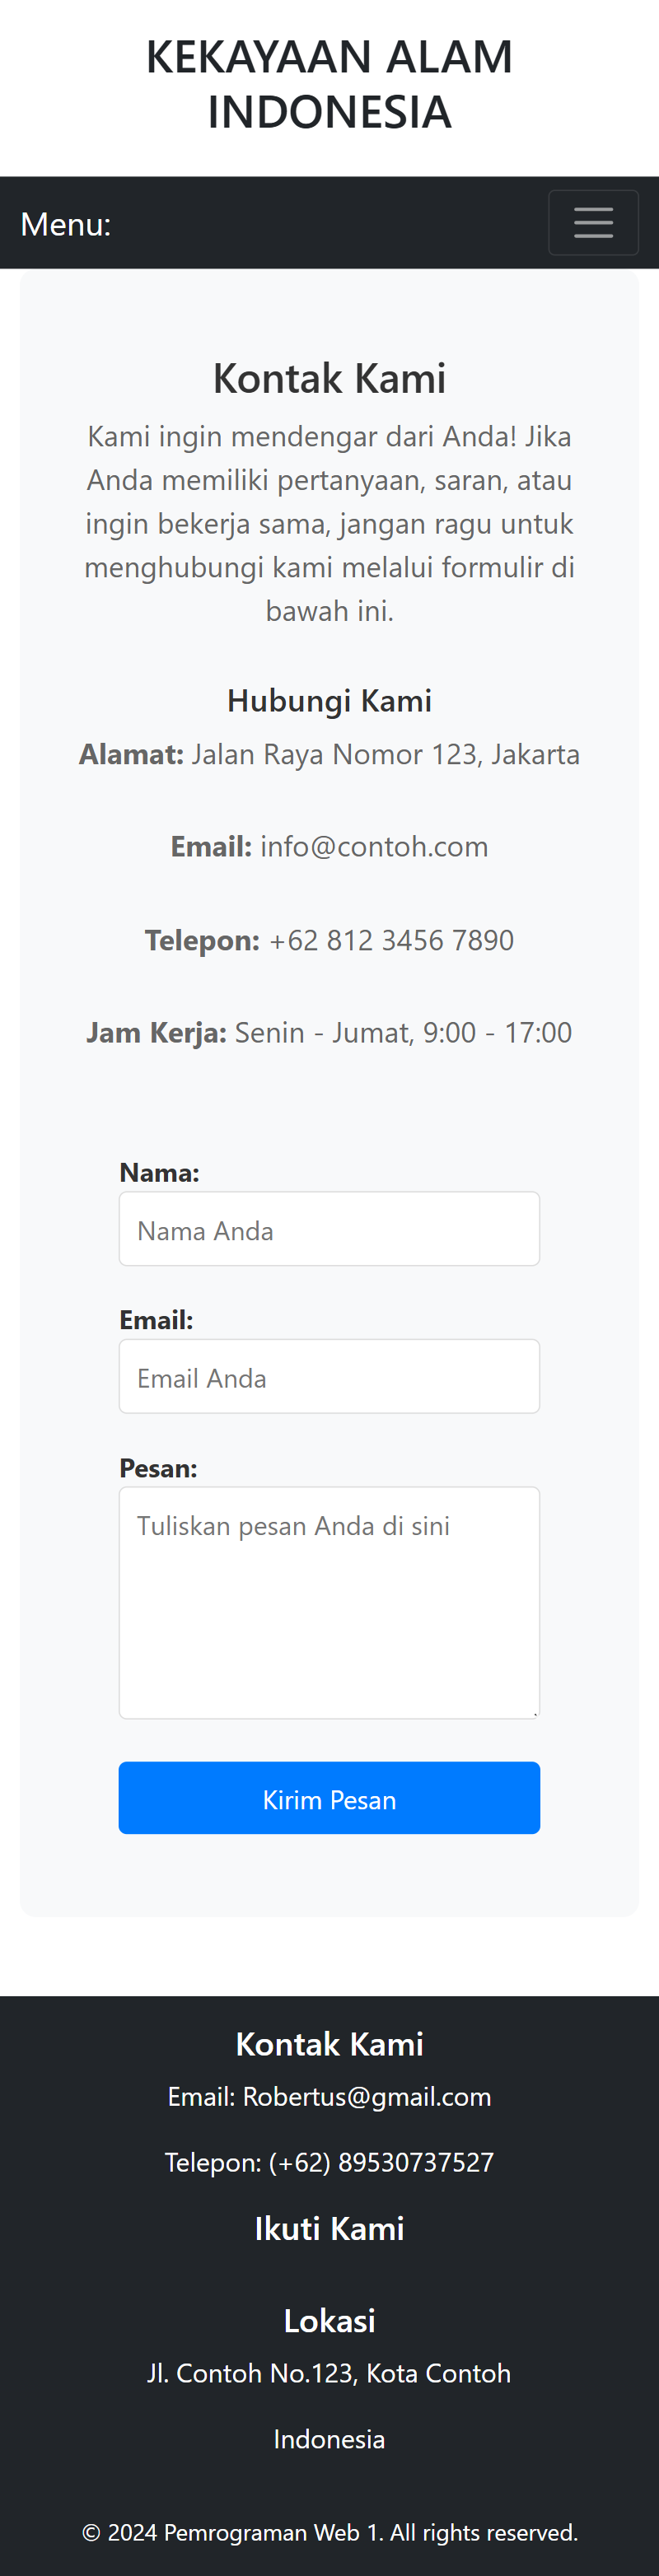 KEKAYAAN ALAM
INDONESIA
Menu:
Kontak Kami
Kami ingin mendengar dari Anda! Jika
Anda memiliki pertanyaan, saran, atau
ingin bekerja sama, jangan ragu untuk
menghubungi kami melalui formulir di
bawah ini.
Hubungi Kami
Alamat: Jalan Raya Nomor 123, Jakarta
Email: info@contoh.com
Telepon: +62 812 3456 7890
Jam Kerja: Senin - Jumat, 9:00 - 17:00
Nama:
Nama Anda
Email:
Email Anda
Pesan:
Tuliskan pesan Anda di sini
Kirim Pesan
Kontak Kami
Email: Robertus@gmail.com
Telepon: (+62) 89530737527
Ikuti Kami
Lokasi
Jl. Contoh No.123, Kota Contoh
Indonesia
© 2024 Pemrograman Web 1. All rights reserved.